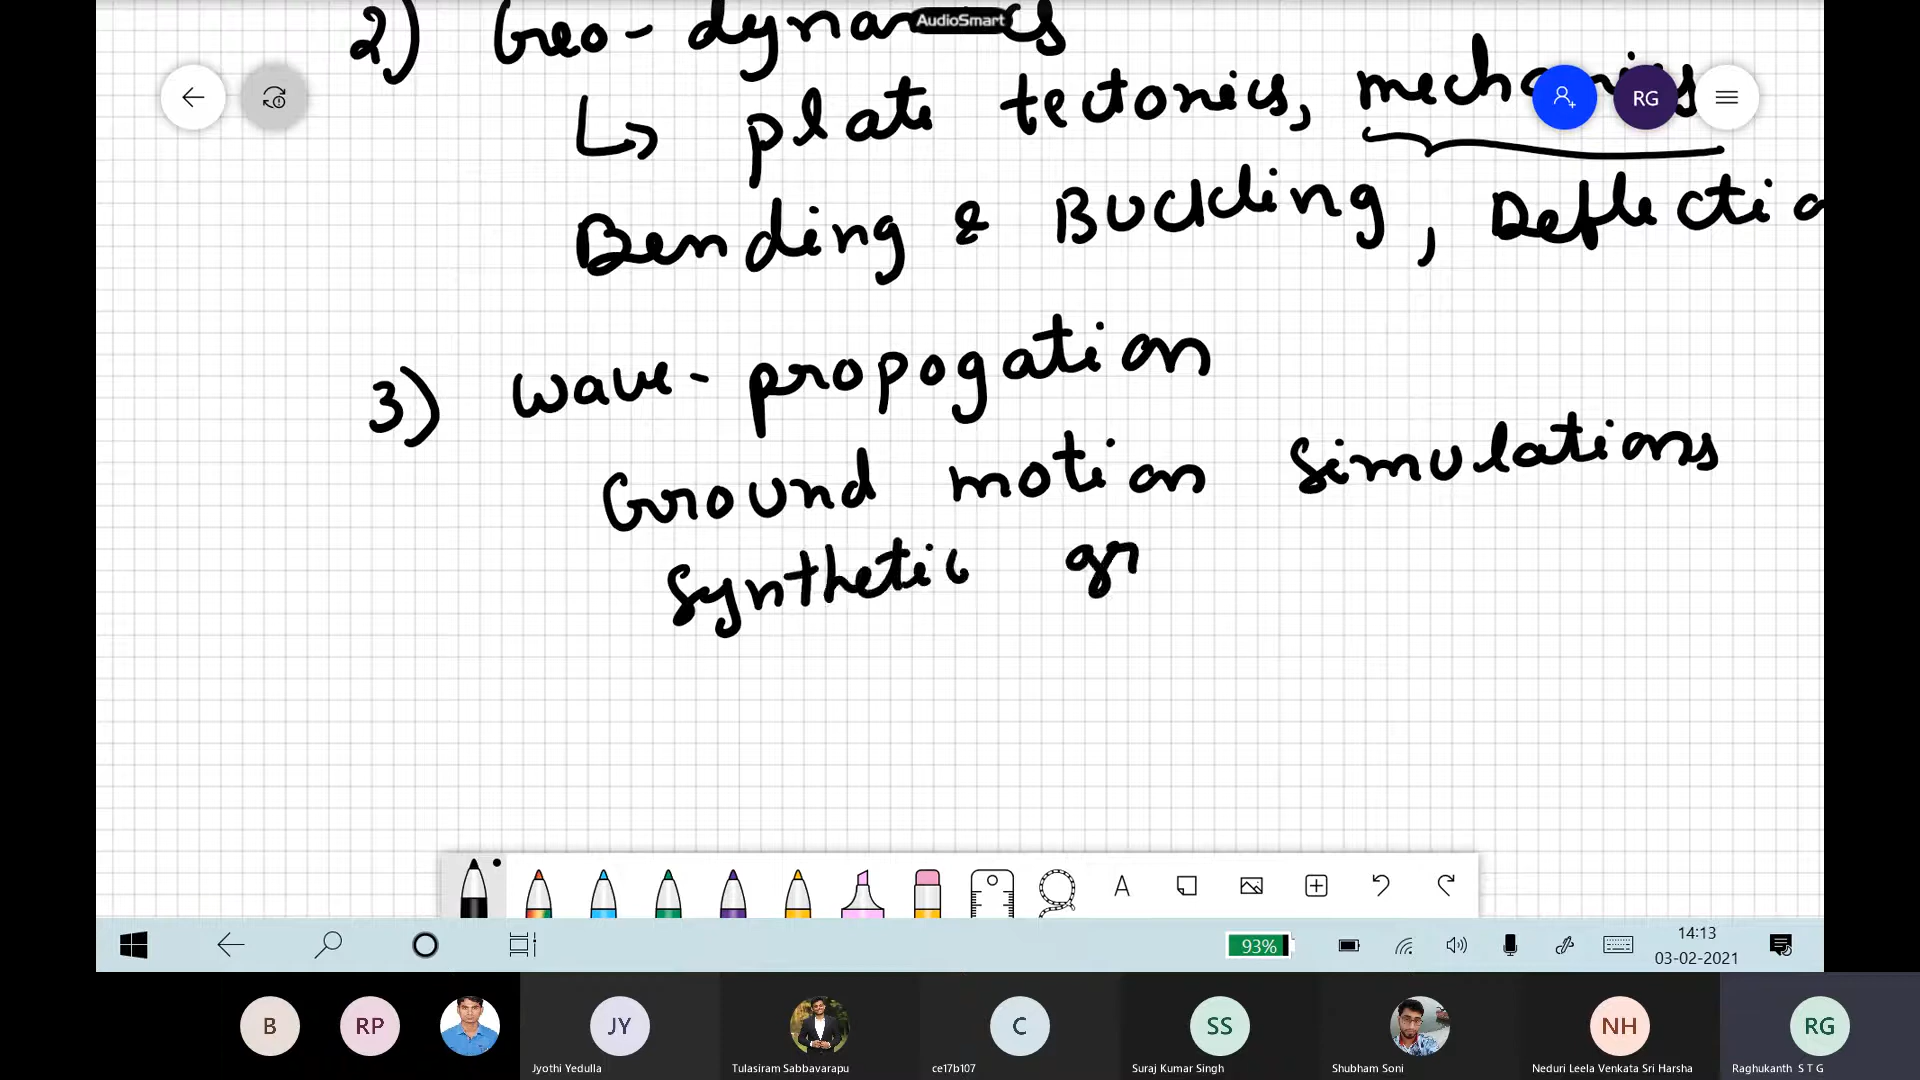 AudioSmart
2) Geo-dynamics
RG
↳ plate tectonics, mechanics
Bending & Buckling, Deflectio
3) wave-propogation
Ground motion Simulations
Synthetic gr
A
93%
14:13
03-02-2021
B RP JY C SS NH RG
Jyothi Yedulla Tulasiram Sabbavarapu ce17b107 Suraj Kumar Singh Shubham Soni Neduri Leela Venkata Sri Harsha Raghukanth S T G